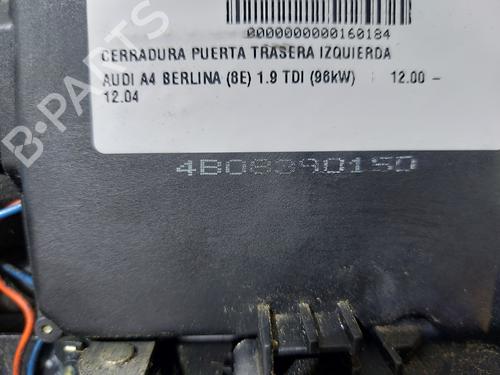 0000000000160184
CERRADURA PUERTA TRASERA IZQUIERDA
AUDI A4 BERLINA (8E) 1.9 TDI (96kW) 12.00 –
12.04
4B0839015D
B-Parts